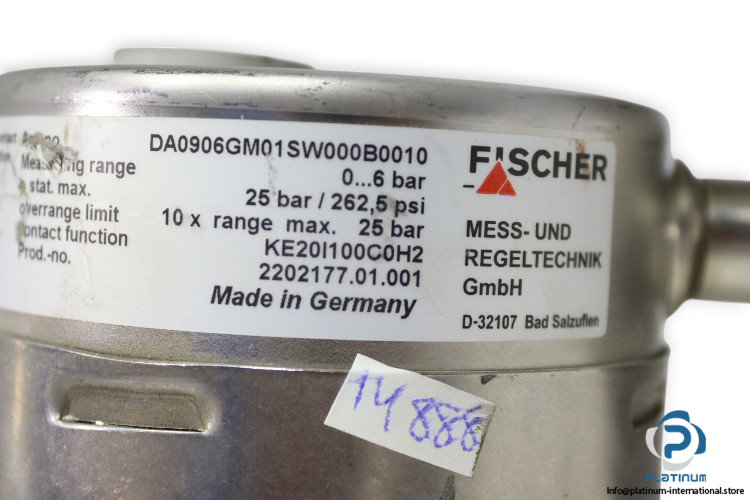 DA0906GM01SW000B0010
Measuring range 0...6 bar
stat. max. 25 bar / 262,5 psi
overrange limit 10 x range max. 25 bar
contact function KE20I100C0H2
Prod.-no. 2202177.01.001
Made in Germany
FISCHER
MESS- UND
REGELTECHNIK
GmbH
D-32107 Bad Salzuflen
14888
PLATINUM
Info@platinum-international.store